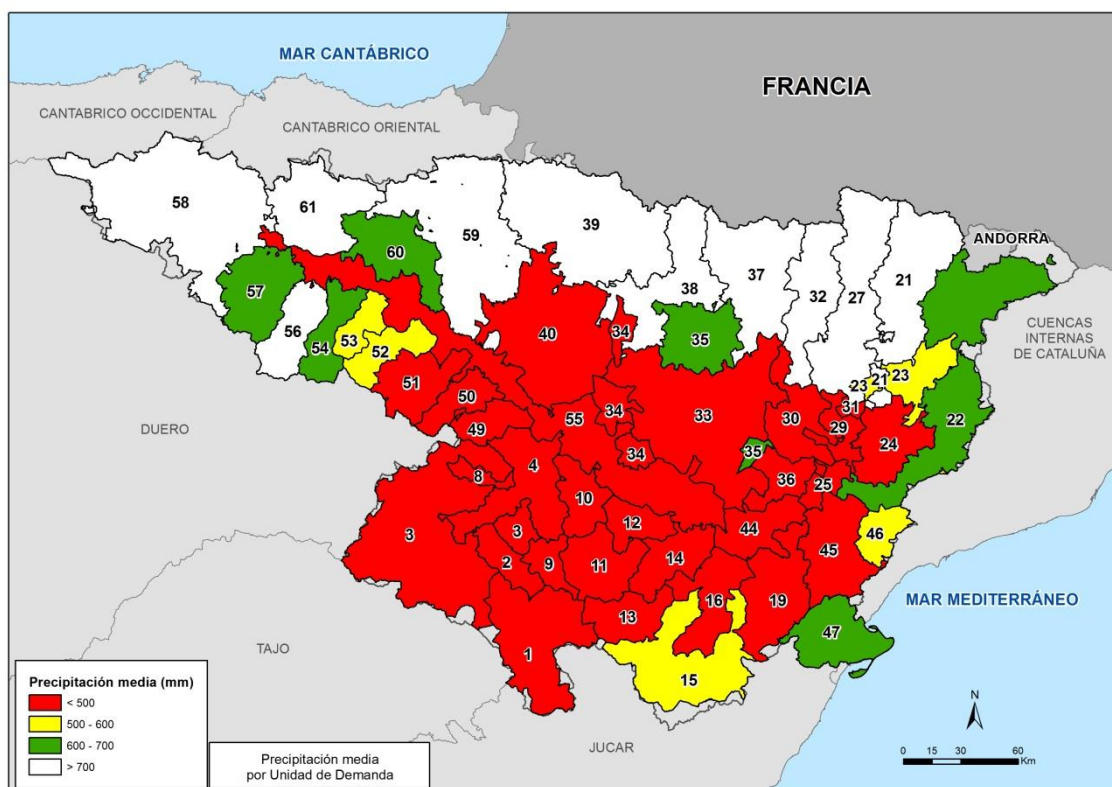 MAR CANTÁBRICO
FRANCIA
CANTABRICO OCCIDENTAL
CANTABRICO ORIENTAL
58
61
59
39
37
21
ANDORRA
60
32
27
38
57
CUENCAS
INTERNAS
DE CATALUÑA
56
54
53
52
40
34
35
51
23
21
23
50
34
33
30
31
29
22
49
55
24
DUERO
8
4
34
35
36
25
3
10
12
3
44
46
2
9
11
14
45
16
19
MAR MEDITERRÁNEO
13
47
TAJO
1
15
JUCAR
Precipitación media (mm)
< 500
500 - 600
600 - 700
> 700
Precipitación media
por Unidad de Demanda
N
0 15 30 60
Km